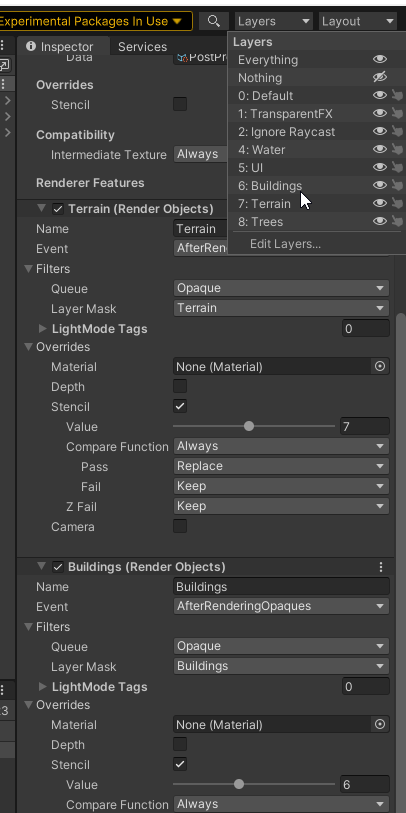 Experimental Packages In Use
Layers
Layout
Inspector
Services
Layers
Everything
Nothing
0: Default
1: TransparentFX
2: Ignore Raycast
4: Water
5: UI
6: Buildings
7: Terrain
8: Trees
Edit Layers...
Data
PostPr
Overrides
Stencil
Compatibility
Intermediate Texture
Always
Renderer Features
Terrain (Render Objects)
Name
Terrain
Event
AfterRen
Filters
Queue
Opaque
Layer Mask
Terrain
LightMode Tags
0
Overrides
Material
None (Material)
Depth
Stencil
Value
7
Compare Function
Always
Pass
Replace
Fail
Keep
Z Fail
Keep
Camera
Buildings (Render Objects)
Name
Buildings
Event
AfterRenderingOpaques
Filters
Queue
Opaque
Layer Mask
Buildings
LightMode Tags
0
Overrides
23
Material
None (Material)
Depth
Stencil
Value
6
Compare Function
Always